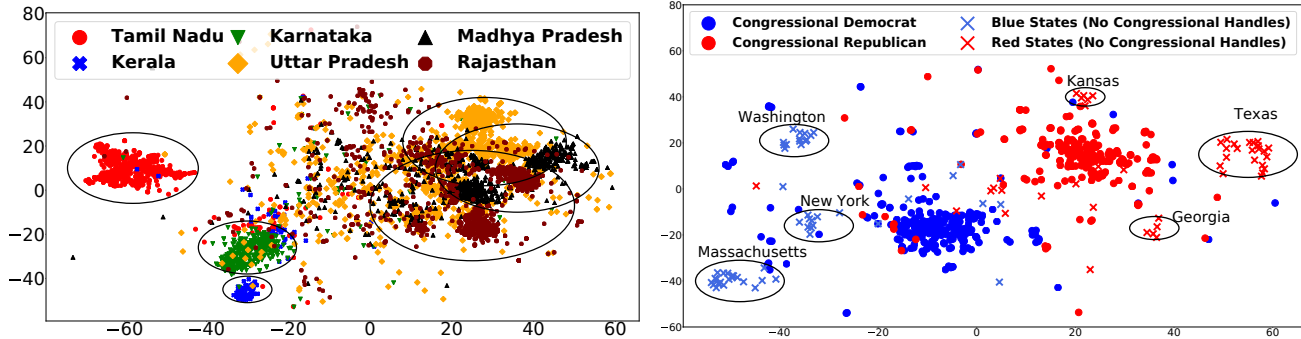 Tamil Nadu Karnataka Madhya Pradesh
Kerala Uttar Pradesh Rajasthan
80
60
40
20
0
−20
−40
−60 −40 −20 0 20 40 60
Congressional Democrat Blue States (No Congressional Handles)
Congressional Republican Red States (No Congressional Handles)
80
60
40
20
0
−20
−40
−60
Kansas
Washington
Texas
New York
Georgia
Massachusetts
−40 −20 0 20 40 60